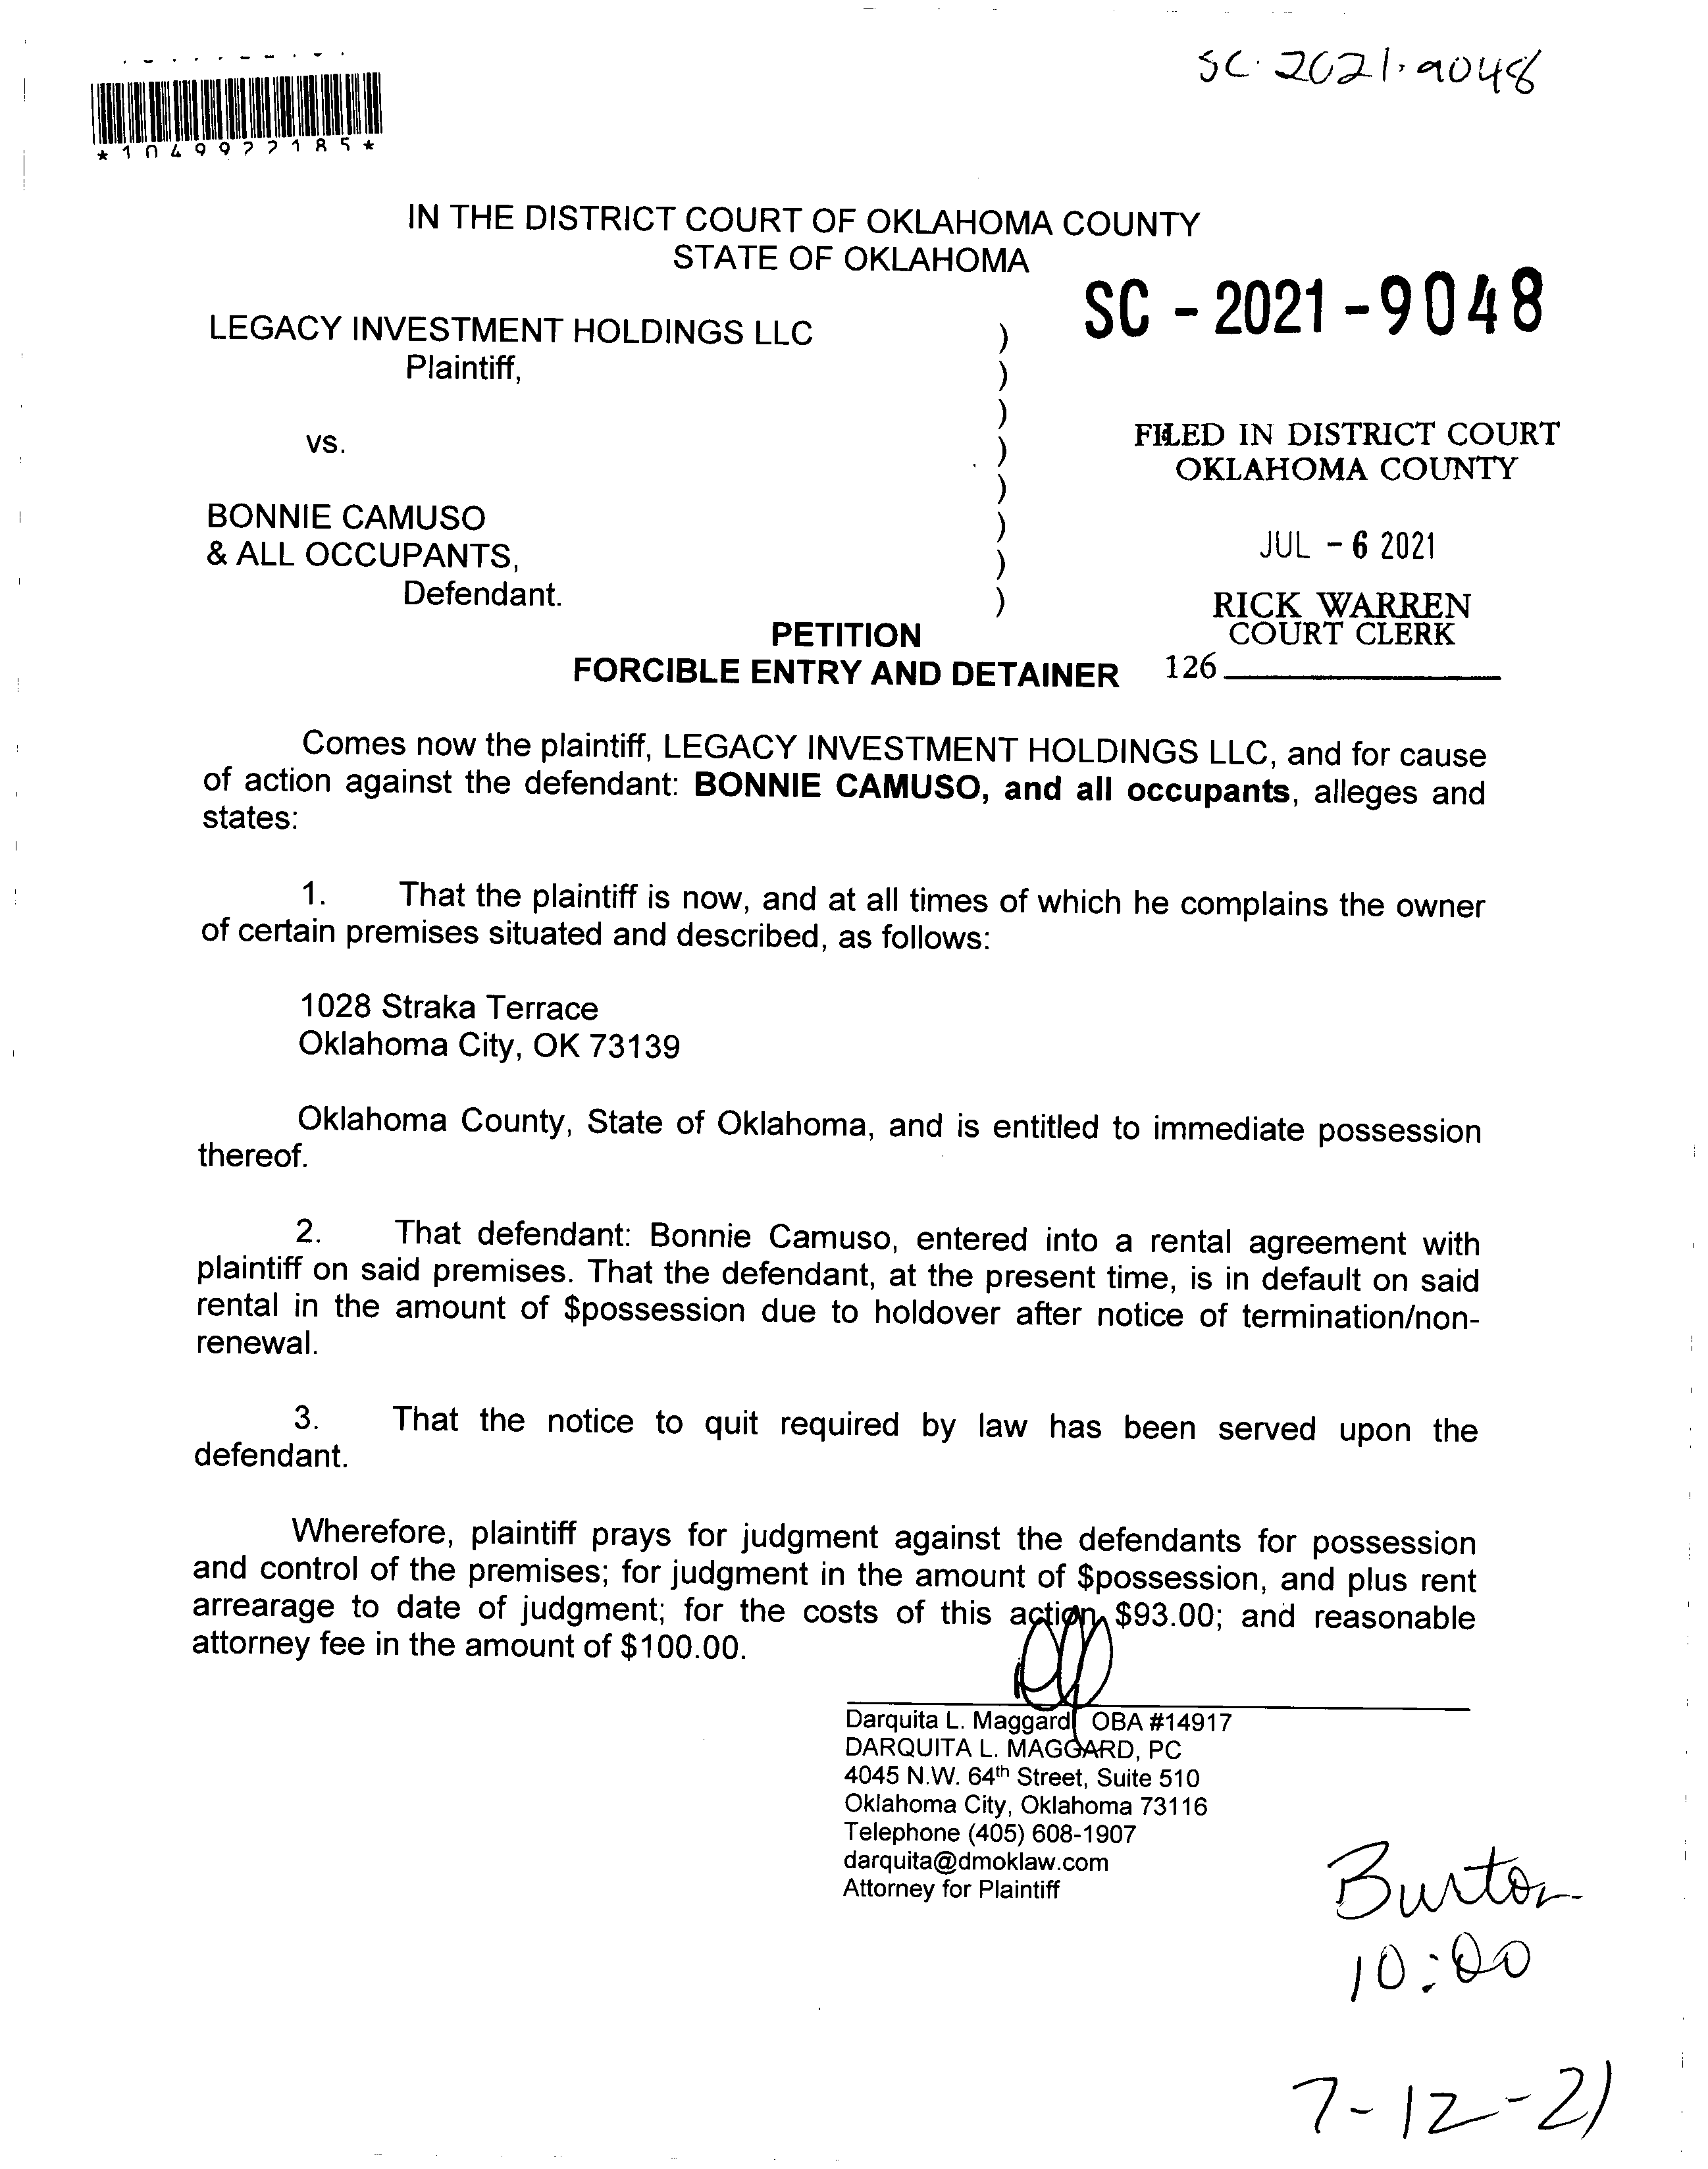 SC-2021-9048
*1049922185*
IN THE DISTRICT COURT OF OKLAHOMA COUNTY
STATE OF OKLAHOMA
SC - 2021 - 9048
LEGACY INVESTMENT HOLDINGS LLC )
Plaintiff, )
)
vs. )
)
BONNIE CAMUSO )
& ALL OCCUPANTS, )
Defendant. )
FILED IN DISTRICT COURT
OKLAHOMA COUNTY
JUL - 6 2021
RICK WARREN
COURT CLERK
126
PETITION
FORCIBLE ENTRY AND DETAINER
Comes now the plaintiff, LEGACY INVESTMENT HOLDINGS LLC, and for cause
of action against the defendant: BONNIE CAMUSO, and all occupants, alleges and
states:
1. That the plaintiff is now, and at all times of which he complains the owner
of certain premises situated and described, as follows:
1028 Straka Terrace
Oklahoma City, OK 73139
Oklahoma County, State of Oklahoma, and is entitled to immediate possession
thereof.
2. That defendant: Bonnie Camuso, entered into a rental agreement with
plaintiff on said premises. That the defendant, at the present time, is in default on said
rental in the amount of $possession due to holdover after notice of termination/non-
renewal.
3. That the notice to quit required by law has been served upon the
defendant.
Wherefore, plaintiff prays for judgment against the defendants for possession
and control of the premises; for judgment in the amount of $possession, and plus rent
arrearage to date of judgment; for the costs of this action, $93.00; and reasonable
attorney fee in the amount of $100.00.
Darquita L. Maggard OBA #14917
DARQUITA L. MAGGARD, PC
4045 N.W. 64th Street, Suite 510
Oklahoma City, Oklahoma 73116
Telephone (405) 608-1907
darquita@dmoklaw.com
Attorney for Plaintiff
Burton
10:00
7-12-21